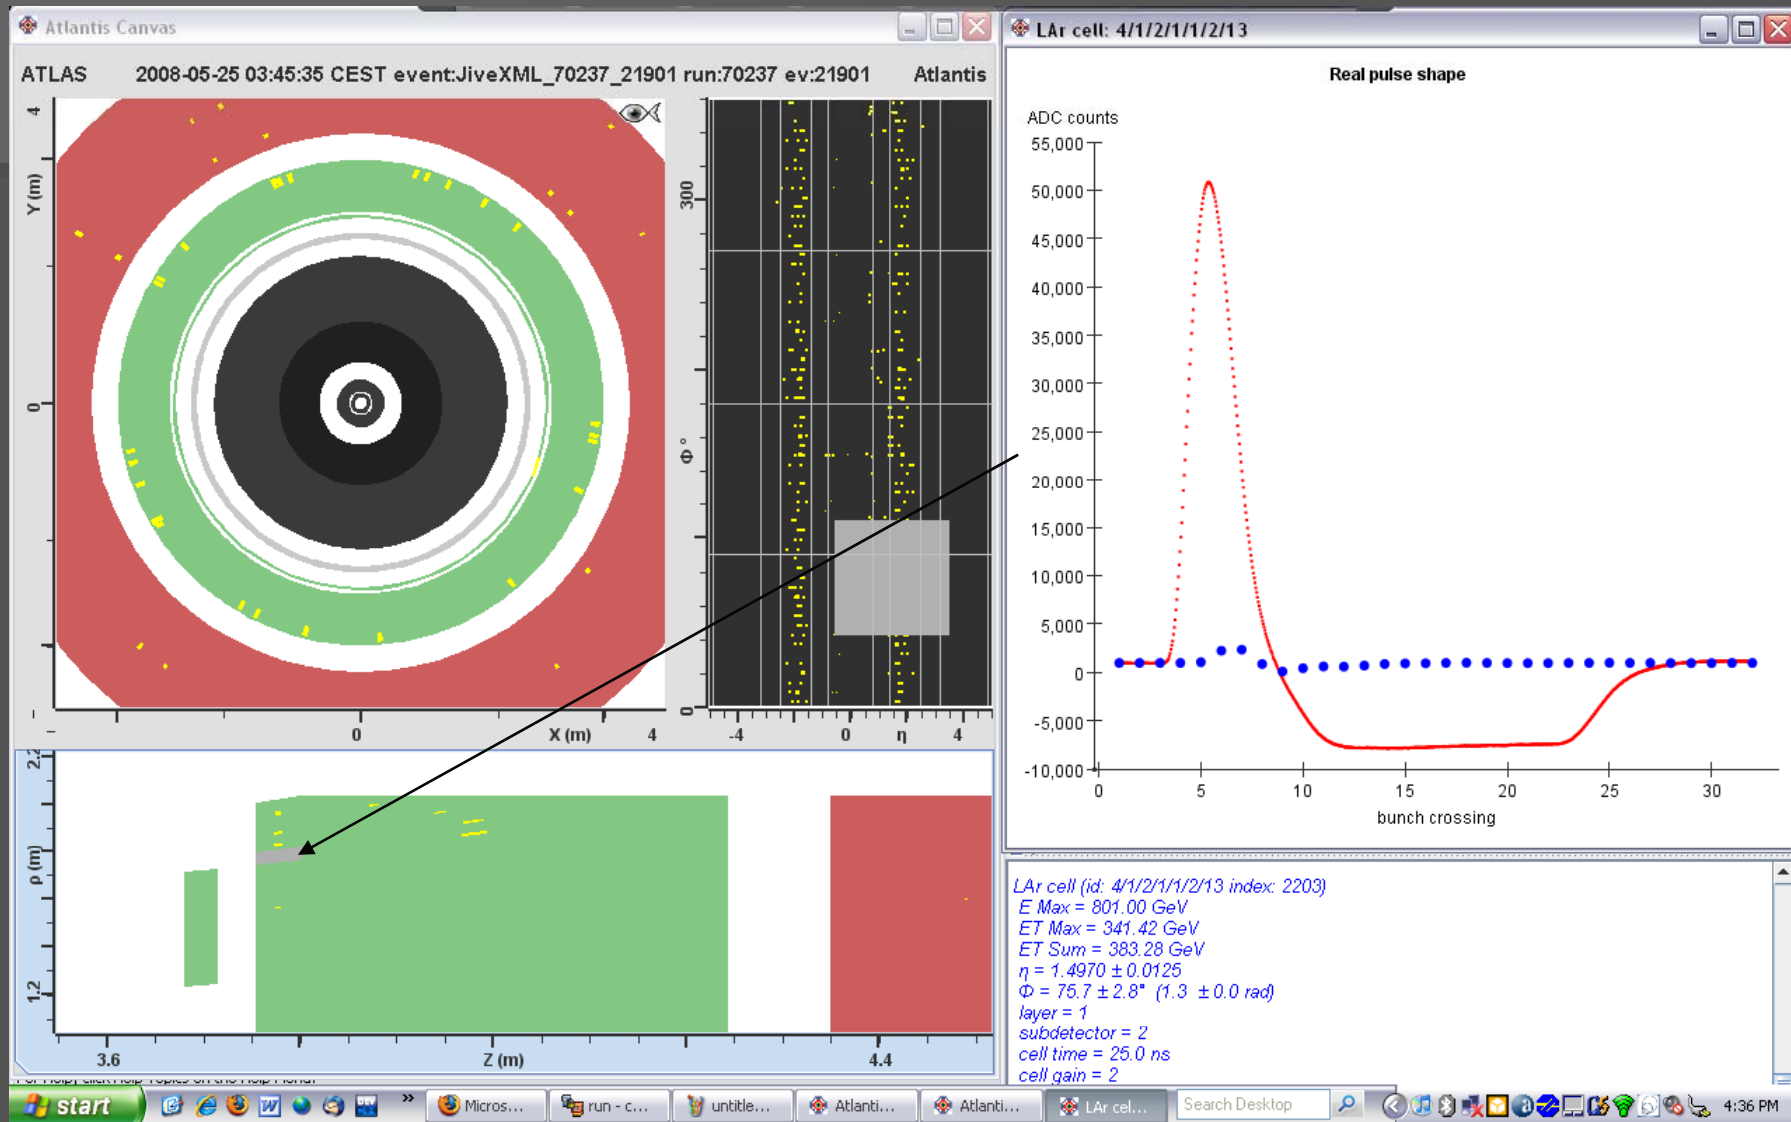 Atlantis Canvas
ATLAS 2008-05-25 03:45:35 CEST event:JiveXML_70237_21901 run:70237 ev:21901 Atlantis
4
Y (m)
0
0
X (m)
4
300
Φ °
0
-4
0
η
4
2.2
ρ (m)
1.2
3.6
Z (m)
4.4
LAr cell: 4/1/2/1/1/2/13
Real pulse shape
ADC counts
55,000
50,000
45,000
40,000
35,000
30,000
25,000
20,000
15,000
10,000
5,000
0
-5,000
-10,000
0 5 10 15 20 25 30
bunch crossing
LAr cell (id: 4/1/2/1/1/2/13 index: 2203)
E Max = 801.00 GeV
ET Max = 341.42 GeV
ET Sum = 383.28 GeV
η = 1.4970 ± 0.0125
Φ = 75.7 ± 2.8° (1.3 ± 0.0 rad)
layer = 1
subdetector = 2
cell time = 25.0 ns
cell gain = 2
start
Micros...
run - c...
untitle...
Atlanti...
Atlanti...
LAr cel...
Search Desktop
4:36 PM